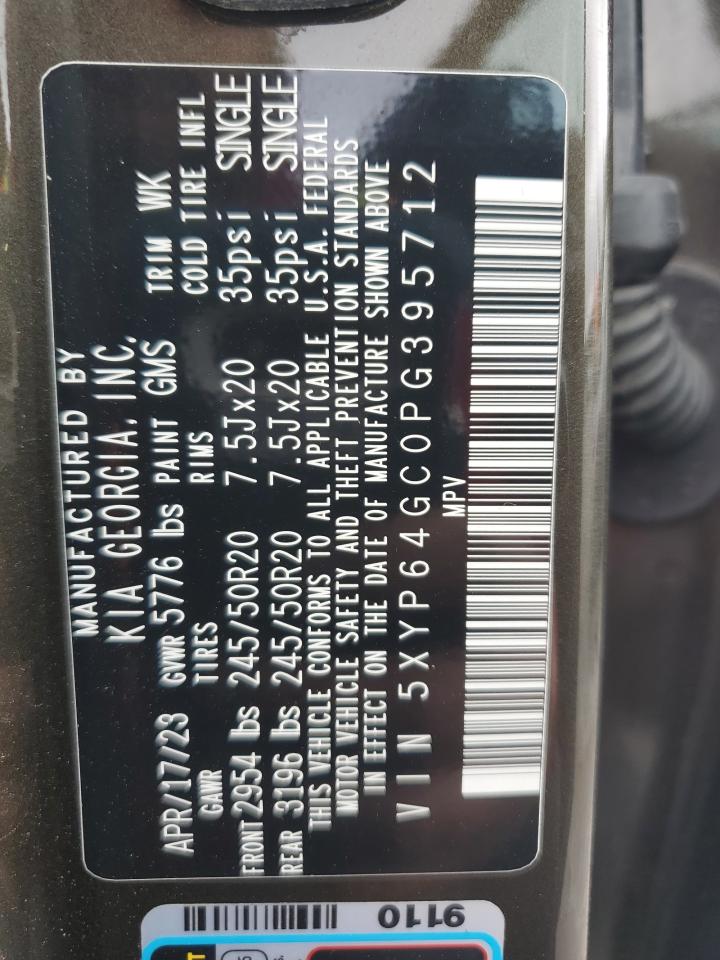 MANUFACTURED BY
KIA GEORGIA, INC.
APR/17/23 GVWR 5776 lbs PAINT GMS TRIM WK
GAWR TIRES RIMS COLD TIRE INFL
FRONT 2954 lbs 245/50R20 7.5Jx20 35psi SINGLE
REAR 3196 lbs 245/50R20 7.5Jx20 35psi SINGLE
THIS VEHICLE CONFORMS TO ALL APPLICABLE U.S.A. FEDERAL
MOTOR VEHICLE SAFETY AND THEFT PREVENTION STANDARDS
IN EFFECT ON THE DATE OF MANUFACTURE SHOWN ABOVE
VIN 5XYP64GC0PG395712
MPV
9110